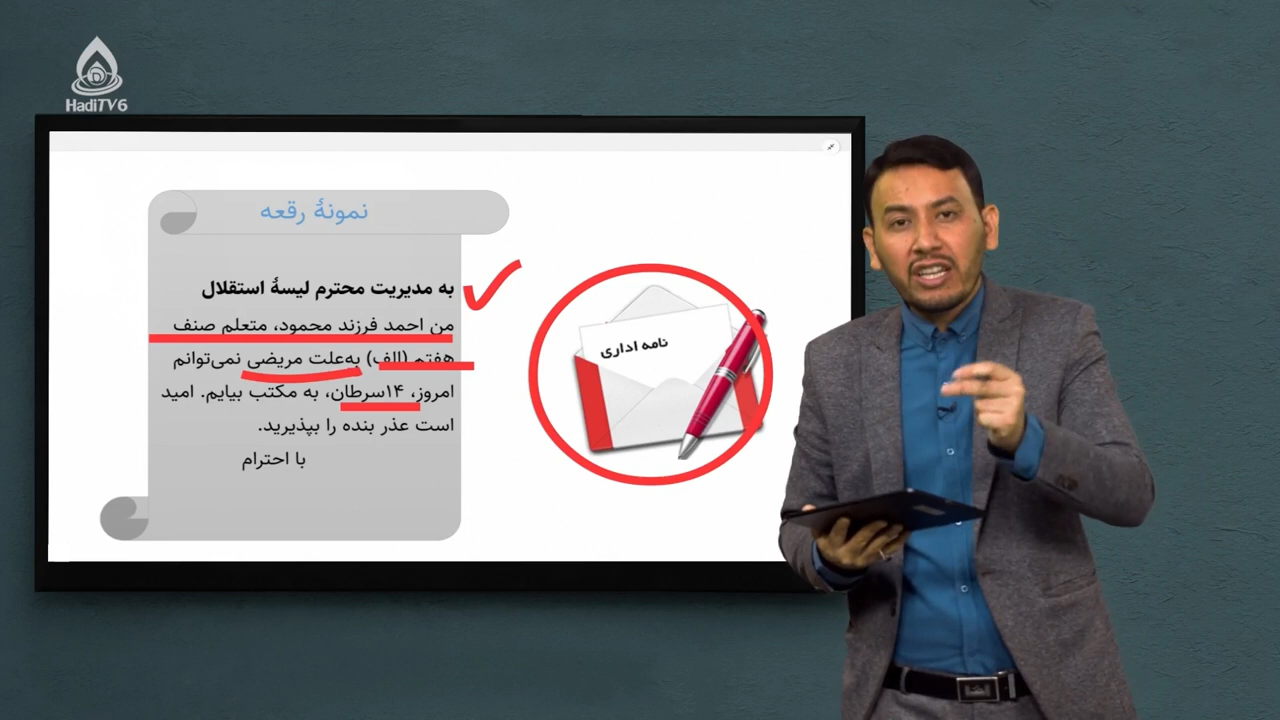 HadiTV6
نمونهٔ رقعه
به مدیریت محترم لیسهٔ استقلال
من احمد فرزند محمود، متعلم صنف
هفتم (الف) به‌علت مریضی نمی‌توانم
امروز، ۱۴سرطان، به مکتب بیایم. امید
است عذر بنده را بپذیرید.
با احترام
نامه اداری